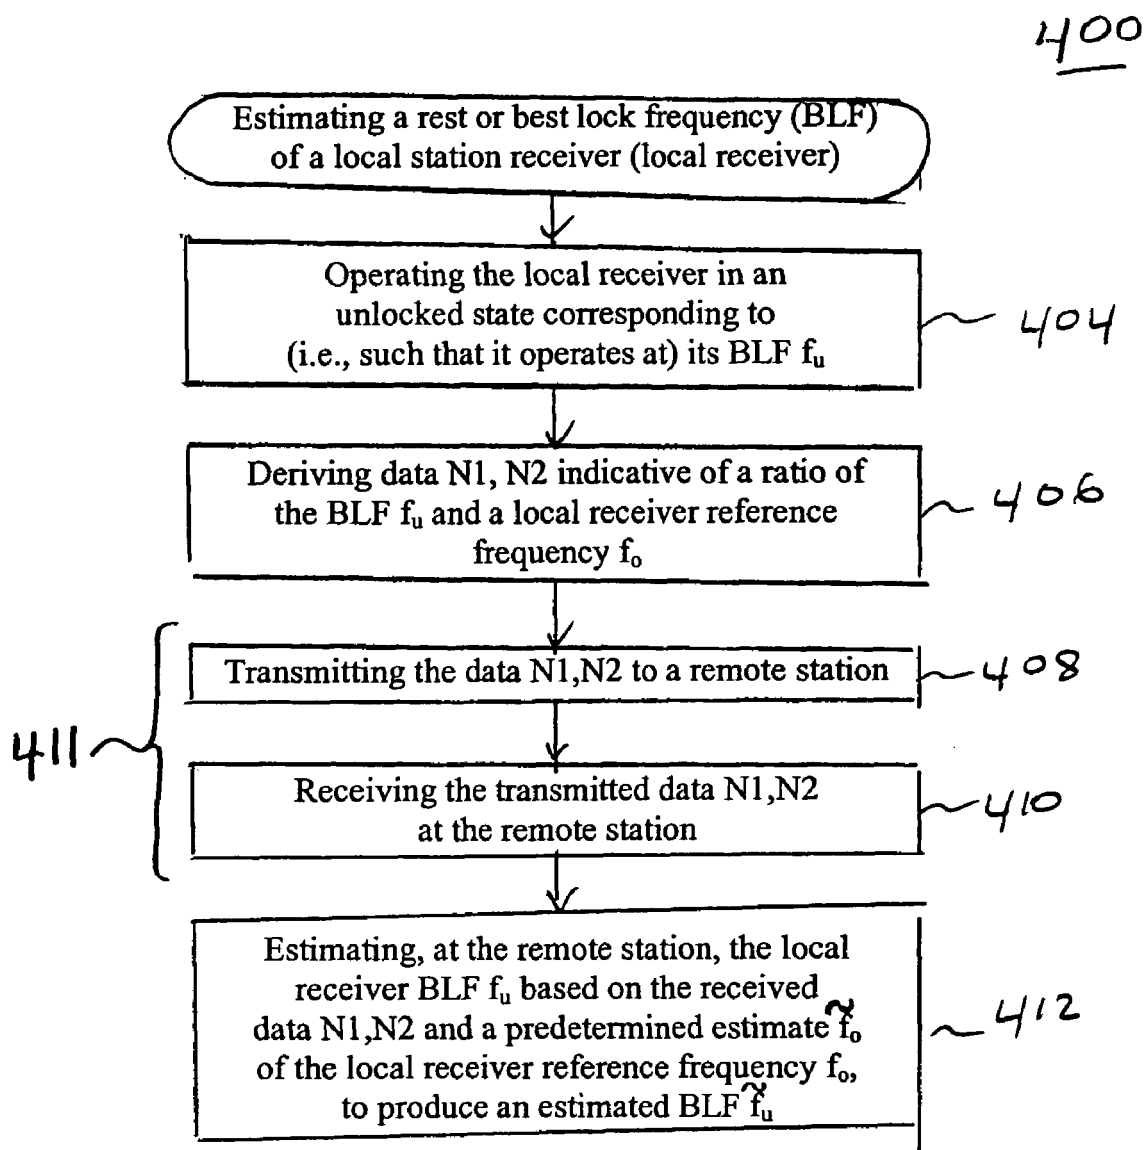 400
Estimating a rest or best lock frequency (BLF)
of a local station receiver (local receiver)
Operating the local receiver in an
unlocked state corresponding to
(i.e., such that it operates at) its BLF fu
404
Deriving data N1, N2 indicative of a ratio of
the BLF fu and a local receiver reference
frequency fo
406
411
Transmitting the data N1,N2 to a remote station
408
Receiving the transmitted data N1,N2
at the remote station
410
Estimating, at the remote station, the local
receiver BLF fu based on the received
data N1,N2 and a predetermined estimate f̃o
of the local receiver reference frequency fo,
to produce an estimated BLF f̃u
412